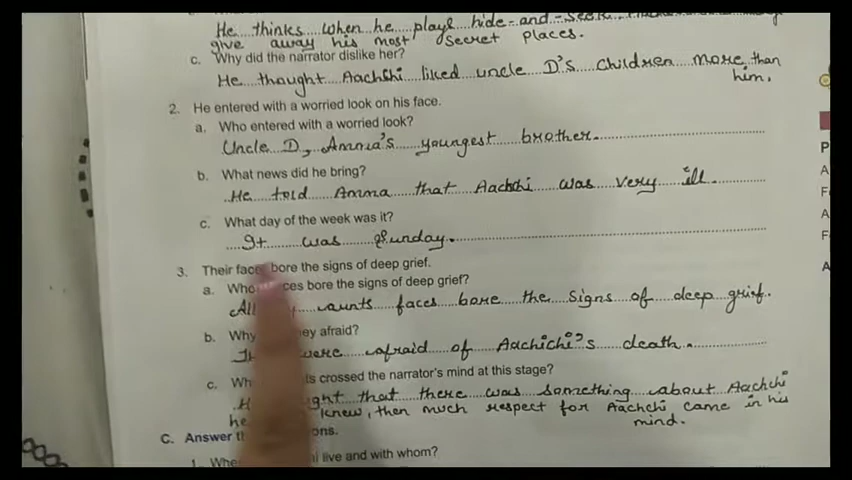 He thinks when he plays hide-and-
give away his most secret places.
c. Why did the narrator dislike her?
He thought Aachchi liked uncle D's children more than
him.
2. He entered with a worried look on his face.
a. Who entered with a worried look?
Uncle D, Amma's youngest brother.
b. What news did he bring?
He told Amma that Aachchi was very ill.
c. What day of the week was it?
It was Sunday.
3. Their faces bore the signs of deep grief.
a. Who ces bore the signs of deep grief?
All aunts faces bore the signs of deep grief.
b. Why ey afraid?
were afraid of Aachichi's death.
c. Wh s crossed the narrator's mind at this stage?
ght that there was something about Aachchi
he knew, then much respect for Aachchi came in his
mind.
C. Answer th ons.
1. Whe i live and with whom?
P
A
F
A
F
A